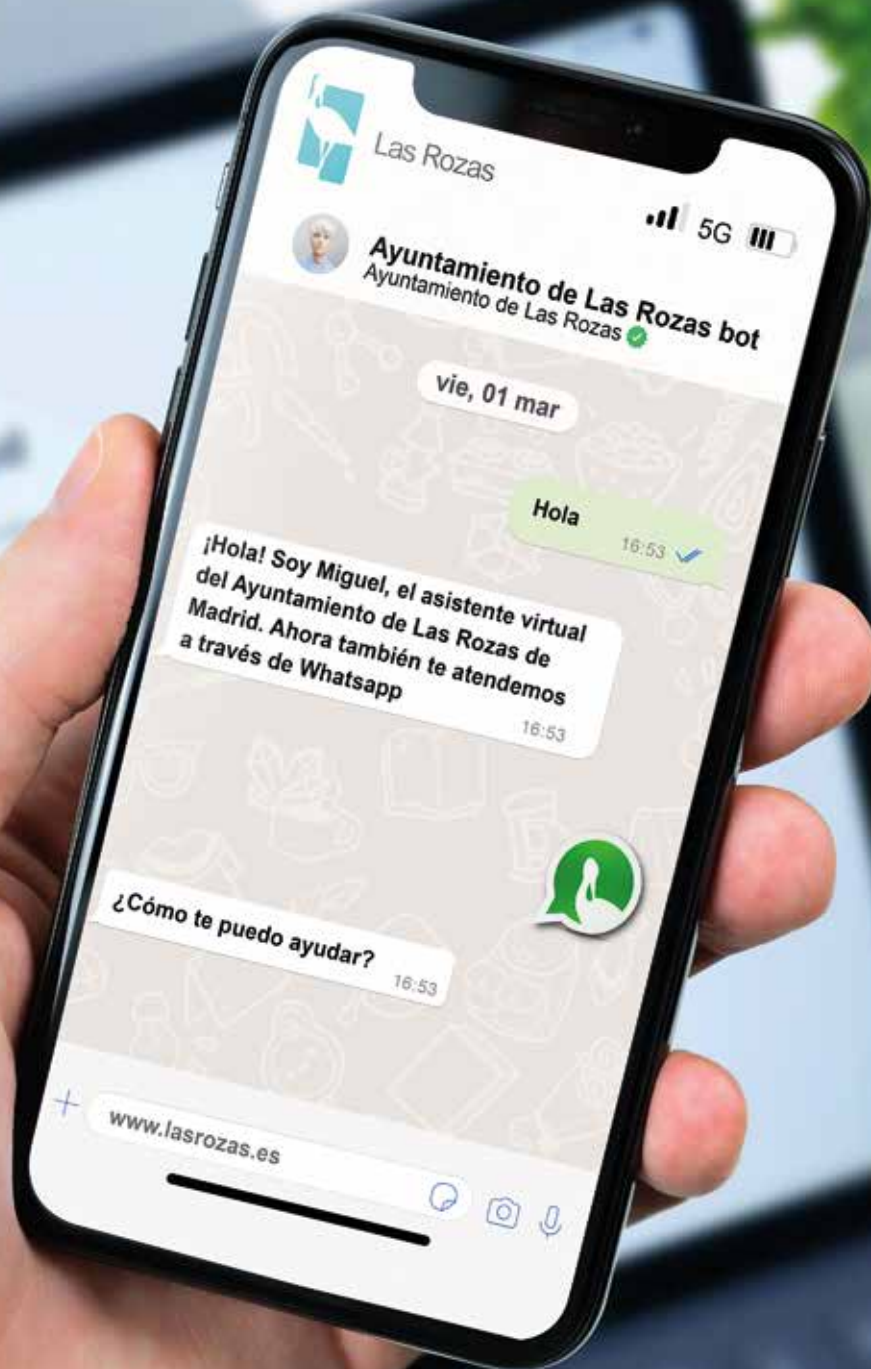 Las Rozas
5G
Ayuntamiento de Las Rozas bot
Ayuntamiento de Las Rozas
vie, 01 mar
Hola
16:53
¡Hola! Soy Miguel, el asistente virtual
del Ayuntamiento de Las Rozas de
Madrid. Ahora también te atendemos
a través de Whatsapp
16:53
¿Cómo te puedo ayudar?
16:53
www.lasrozas.es